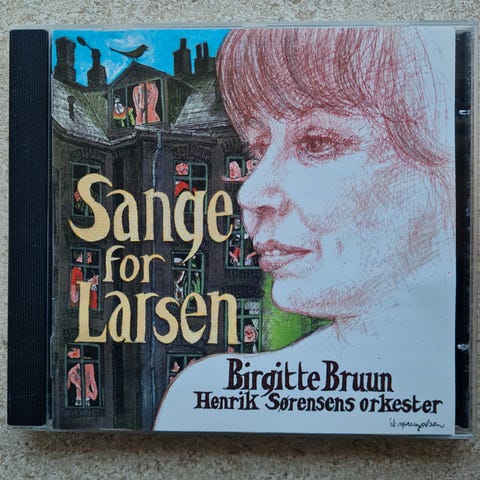 Sange
for
Larsen
Birgitte Bruun
Henrik Sørensens orkester